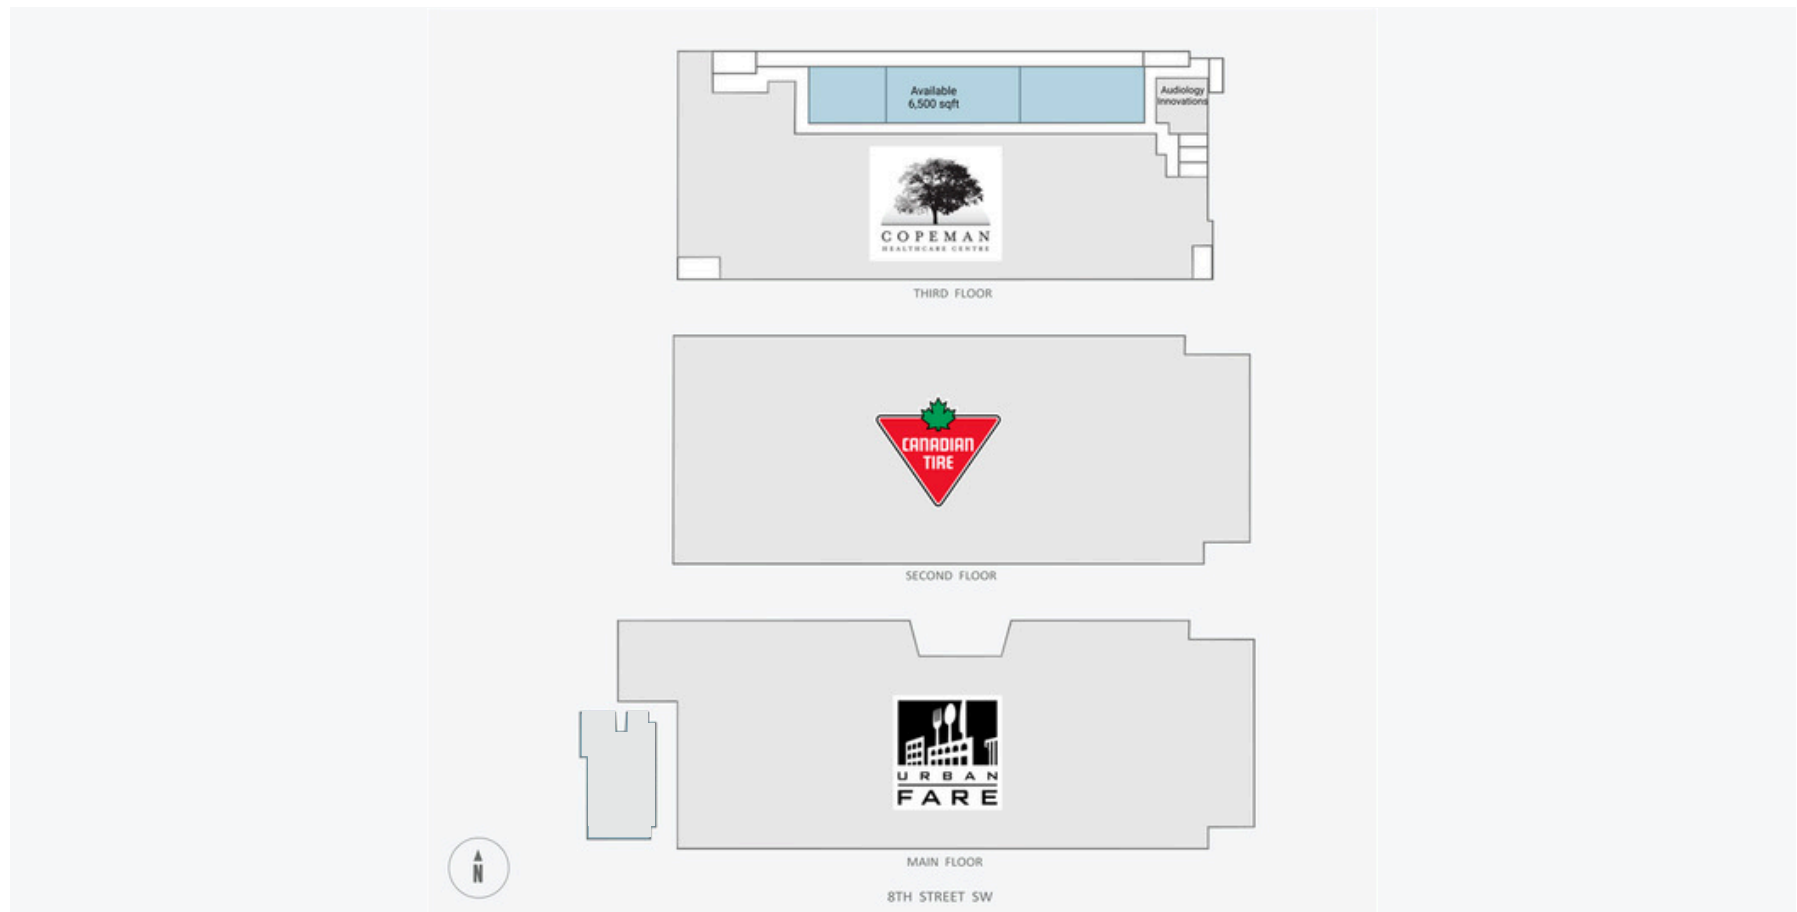 Available
6,500 sqft
Audiology
Innovations
COPEMAN
HEALTHCARE CENTRE
THIRD FLOOR
CANADIAN
TIRE
SECOND FLOOR
URBAN
FARE
MAIN FLOOR
N
8TH STREET SW